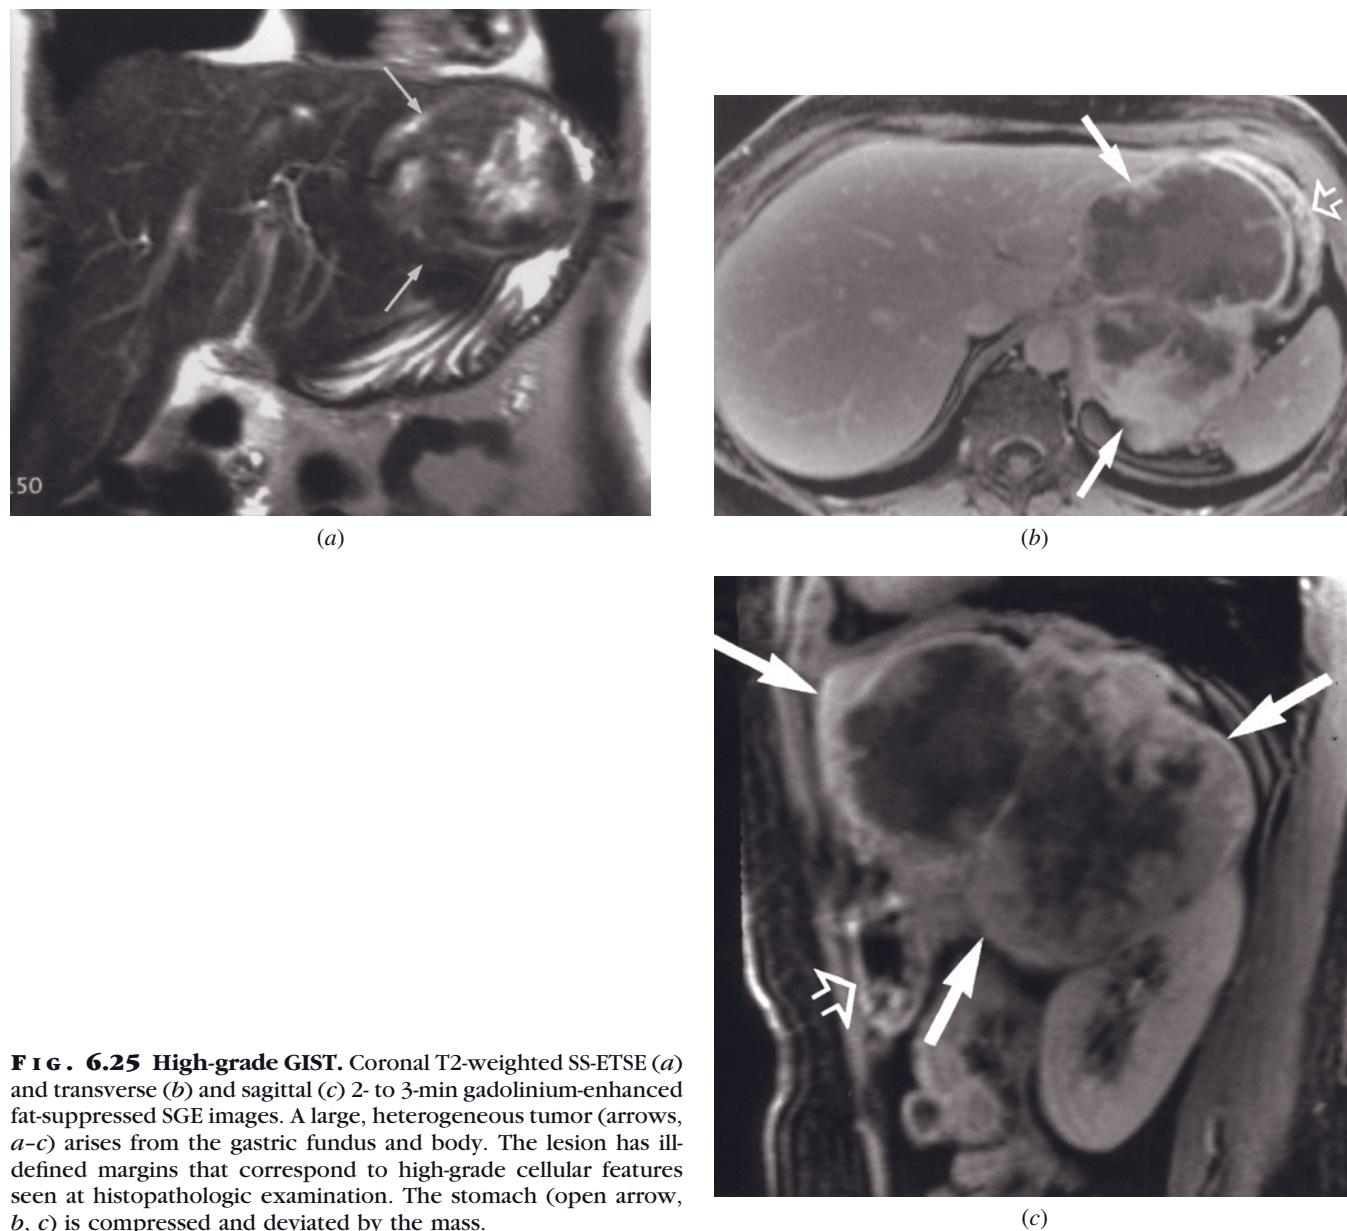 150
(a)
(b)
(c)
FIG. 6.25 High-grade GIST. Coronal T2-weighted SS-ETSE (a)
and transverse (b) and sagittal (c) 2- to 3-min gadolinium-enhanced
fat-suppressed SGE images. A large, heterogeneous tumor (arrows,
a–c) arises from the gastric fundus and body. The lesion has ill-
defined margins that correspond to high-grade cellular features
seen at histopathologic examination. The stomach (open arrow,
b, c) is compressed and deviated by the mass.